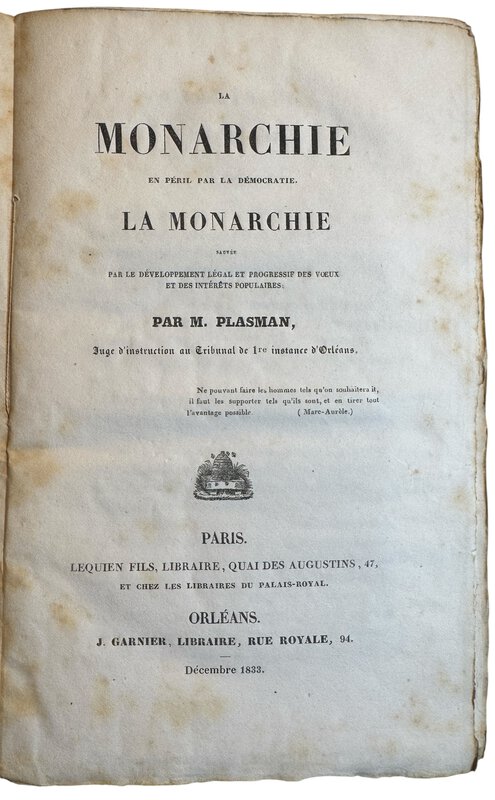 LA
MONARCHIE
EN PÉRIL PAR LA DÉMOCRATIE.
LA MONARCHIE
SAUVÉE
PAR LE DÉVELOPPEMENT LÉGAL ET PROGRESSIF DES VŒUX
ET DES INTÉRÊTS POPULAIRES;
PAR M. PLASMAN,
Juge d'instruction au Tribunal de 1re instance d'Orléans.
Ne pouvant faire les hommes tels qu'on souhaitera it,
il faut les supporter tels qu'ils sont, et en tirer tout
l'avantage possible. (Marc-Aurèle.)
PARIS.
LEQUIEN FILS, LIBRAIRE, QUAI DES AUGUSTINS, 47,
ET CHEZ LES LIBRAIRES DU PALAIS-ROYAL.
ORLÉANS.
J. GARNIER, LIBRAIRE, RUE ROYALE, 94.
Décembre 1833.